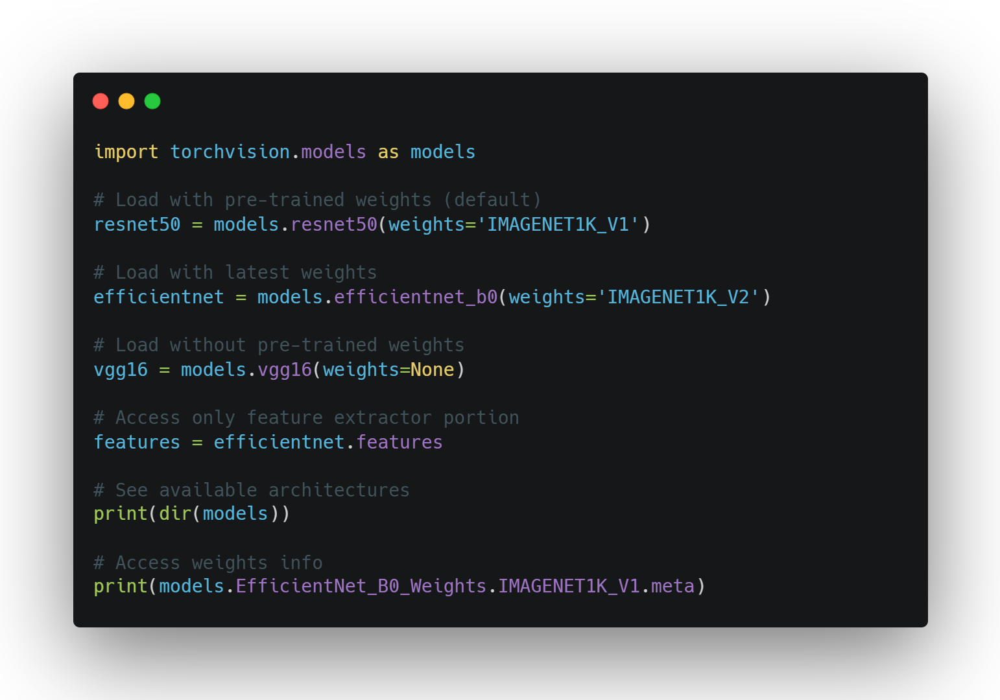 import torchvision.models as models
# Load with pre-trained weights (default)
resnet50 = models.resnet50(weights='IMAGENET1K_V1')
# Load with latest weights
efficientnet = models.efficientnet_b0(weights='IMAGENET1K_V2')
# Load without pre-trained weights
vgg16 = models.vgg16(weights=None)
# Access only feature extractor portion
features = efficientnet.features
# See available architectures
print(dir(models))
# Access weights info
print(models.EfficientNet_B0_Weights.IMAGENET1K_V1.meta)